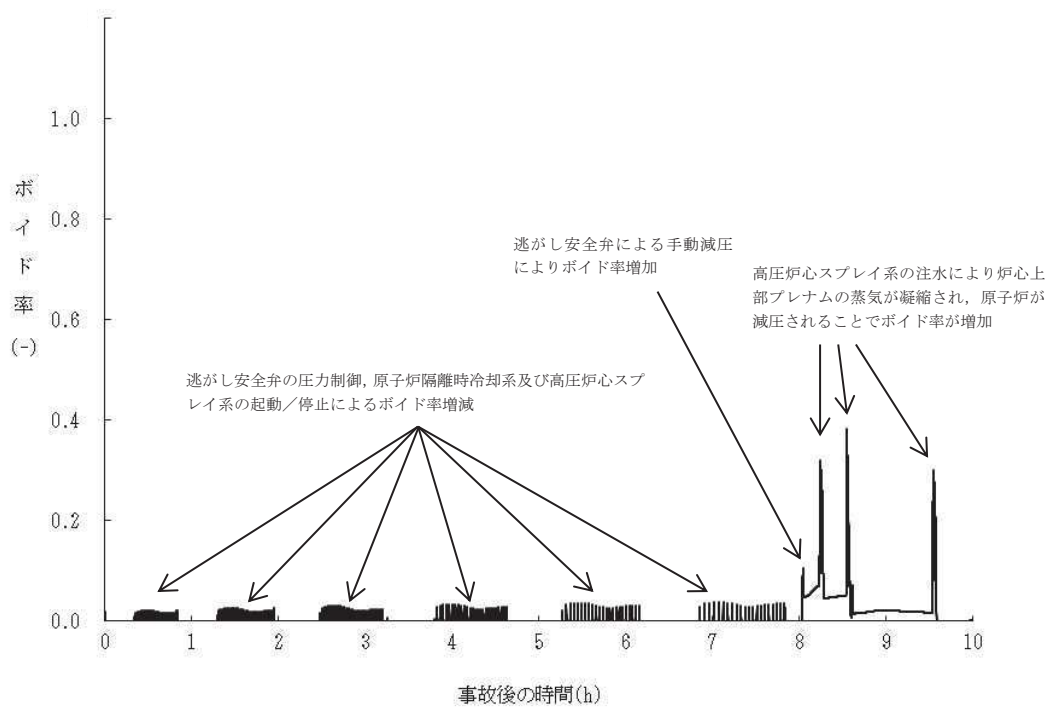 1.0
0.8
0.6
0.4
0.2
0.0
ボイド率(-)
逃がし安全弁による手動減圧
によりボイド率増加
高圧炉心スプレイ系の注水により炉心上
部プレナムの蒸気が凝縮され，原子炉が
減圧されることでボイド率が増加
逃がし安全弁の圧力制御，原子炉隔離時冷却系及び高圧炉心スプ
レイ系の起動／停止によるボイド率増減
0 1 2 3 4 5 6 7 8 9 10
事故後の時間(h)